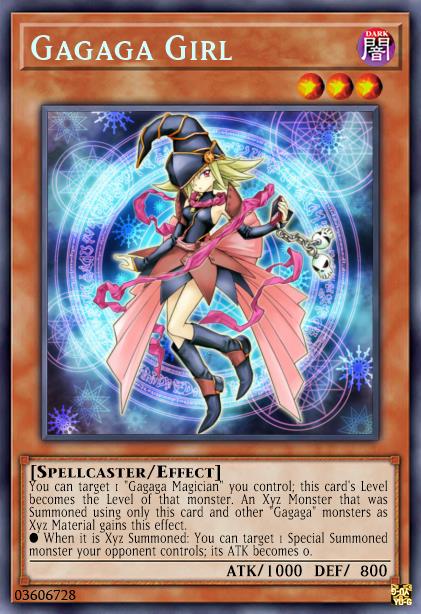 GAGAGA GIRL
DARK
闇
[SPELLCASTER/EFFECT]
You can target 1 "Gagaga Magician" you control; this card's Level
becomes the Level of that monster. An Xyz Monster that was
Summoned using only this card and other "Gagaga" monsters as
Xyz Material gains this effect.
● When it is Xyz Summoned: You can target 1 Special Summoned
monster your opponent controls; its ATK becomes 0.
ATK/1000 DEF/ 800
03606728